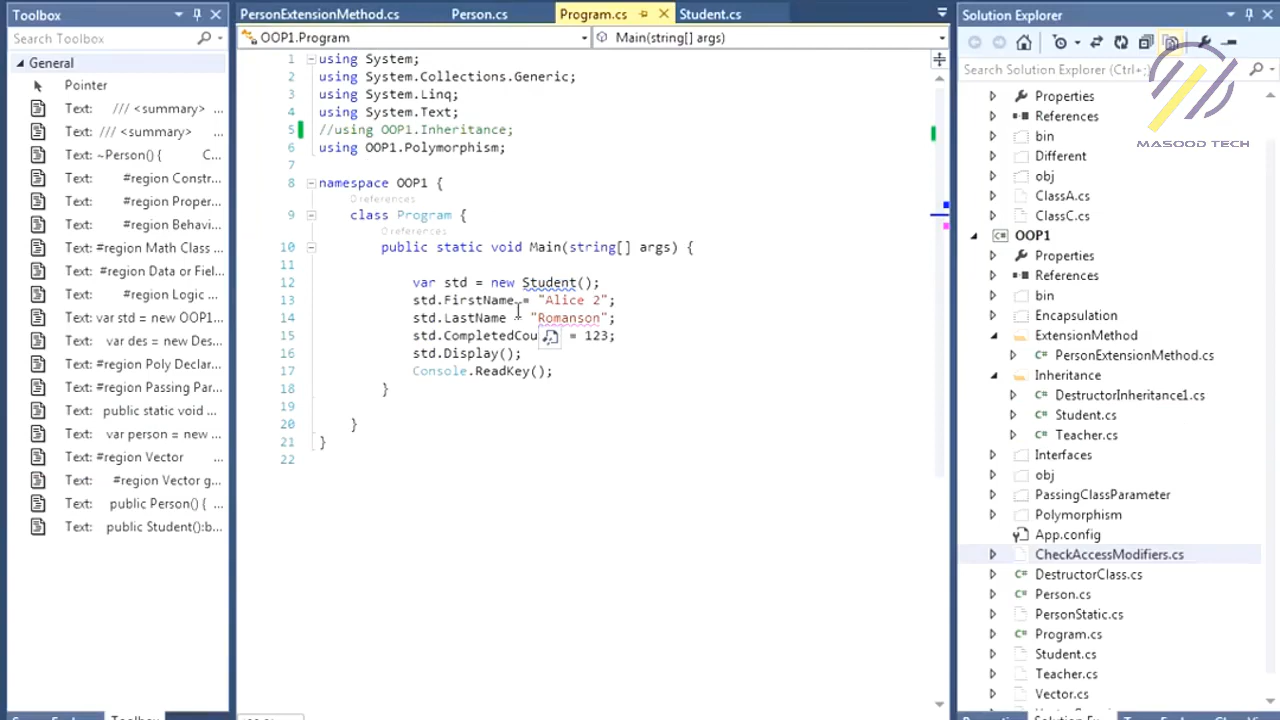 Toolbox
Search Toolbox
General
Pointer
Text: /// <summary>
Text: /// <summary>
Text: ~Person() { C...
Text: #region Constr...
Text: #region Proper...
Text: #region Behavi...
Text: #region Math Class ...
Text: #region Data or Fiel...
Text: #region Logic ...
Text: var std = new OOP1...
Text: var des = new Des...
Text: #region Poly Declar...
Text: #region Passing Par...
Text: public static void ...
Text: var person = new ...
Text: #region Vector
Text: #region Vector g...
Text: public Person() {
Text: public Student():b...
PersonExtensionMethod.cs Person.cs Program.cs Student.cs
OOP1.Program Main(string[] args)
1 using System;
2 using System.Collections.Generic;
3 using System.Linq;
4 using System.Text;
5 //using OOP1.Inheritance;
6 using OOP1.Polymorphism;
7
8 namespace OOP1 {
0 references
9 class Program {
0 references
10 public static void Main(string[] args) {
11
12 var std = new Student();
13 std.FirstName = "Alice 2";
14 std.LastName = "Romanson";
15 std.CompletedCou = 123;
16 std.Display();
17 Console.ReadKey();
18 }
19
20 }
21 }
22
Solution Explorer
Search Solution Explorer (Ctrl+;
MASOOD TECH
Properties
References
bin
Different
obj
ClassA.cs
ClassC.cs
OOP1
Properties
References
bin
Encapsulation
ExtensionMethod
PersonExtensionMethod.cs
Inheritance
DestructorInheritance1.cs
Student.cs
Teacher.cs
Interfaces
obj
PassingClassParameter
Polymorphism
App.config
CheckAccessModifiers.cs
DestructorClass.cs
Person.cs
PersonStatic.cs
Program.cs
Student.cs
Teacher.cs
Vector.cs